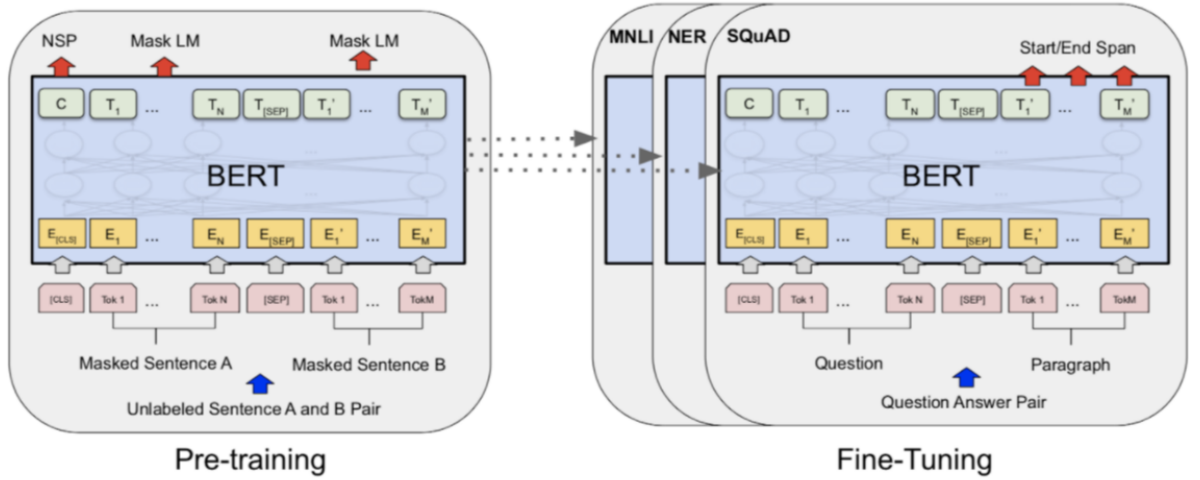 NSP Mask LM Mask LM
C T1 ... TN T[SEP] T1' ... TM'
BERT
E[CLS] E1 ... EN E[SEP] E1' ... EM'
[CLS] Tok 1 ... Tok N [SEP] Tok 1 ... TokM
Masked Sentence A Masked Sentence B
Unlabeled Sentence A and B Pair
Pre-training
MNLI NER SQuAD
Start/End Span
C T1 ... TN T[SEP] T1' ... TM'
BERT
E[CLS] E1 ... EN E[SEP] E1' ... EM'
[CLS] Tok 1 ... Tok N [SEP] Tok 1 ... TokM
Question Paragraph
Question Answer Pair
Fine-Tuning